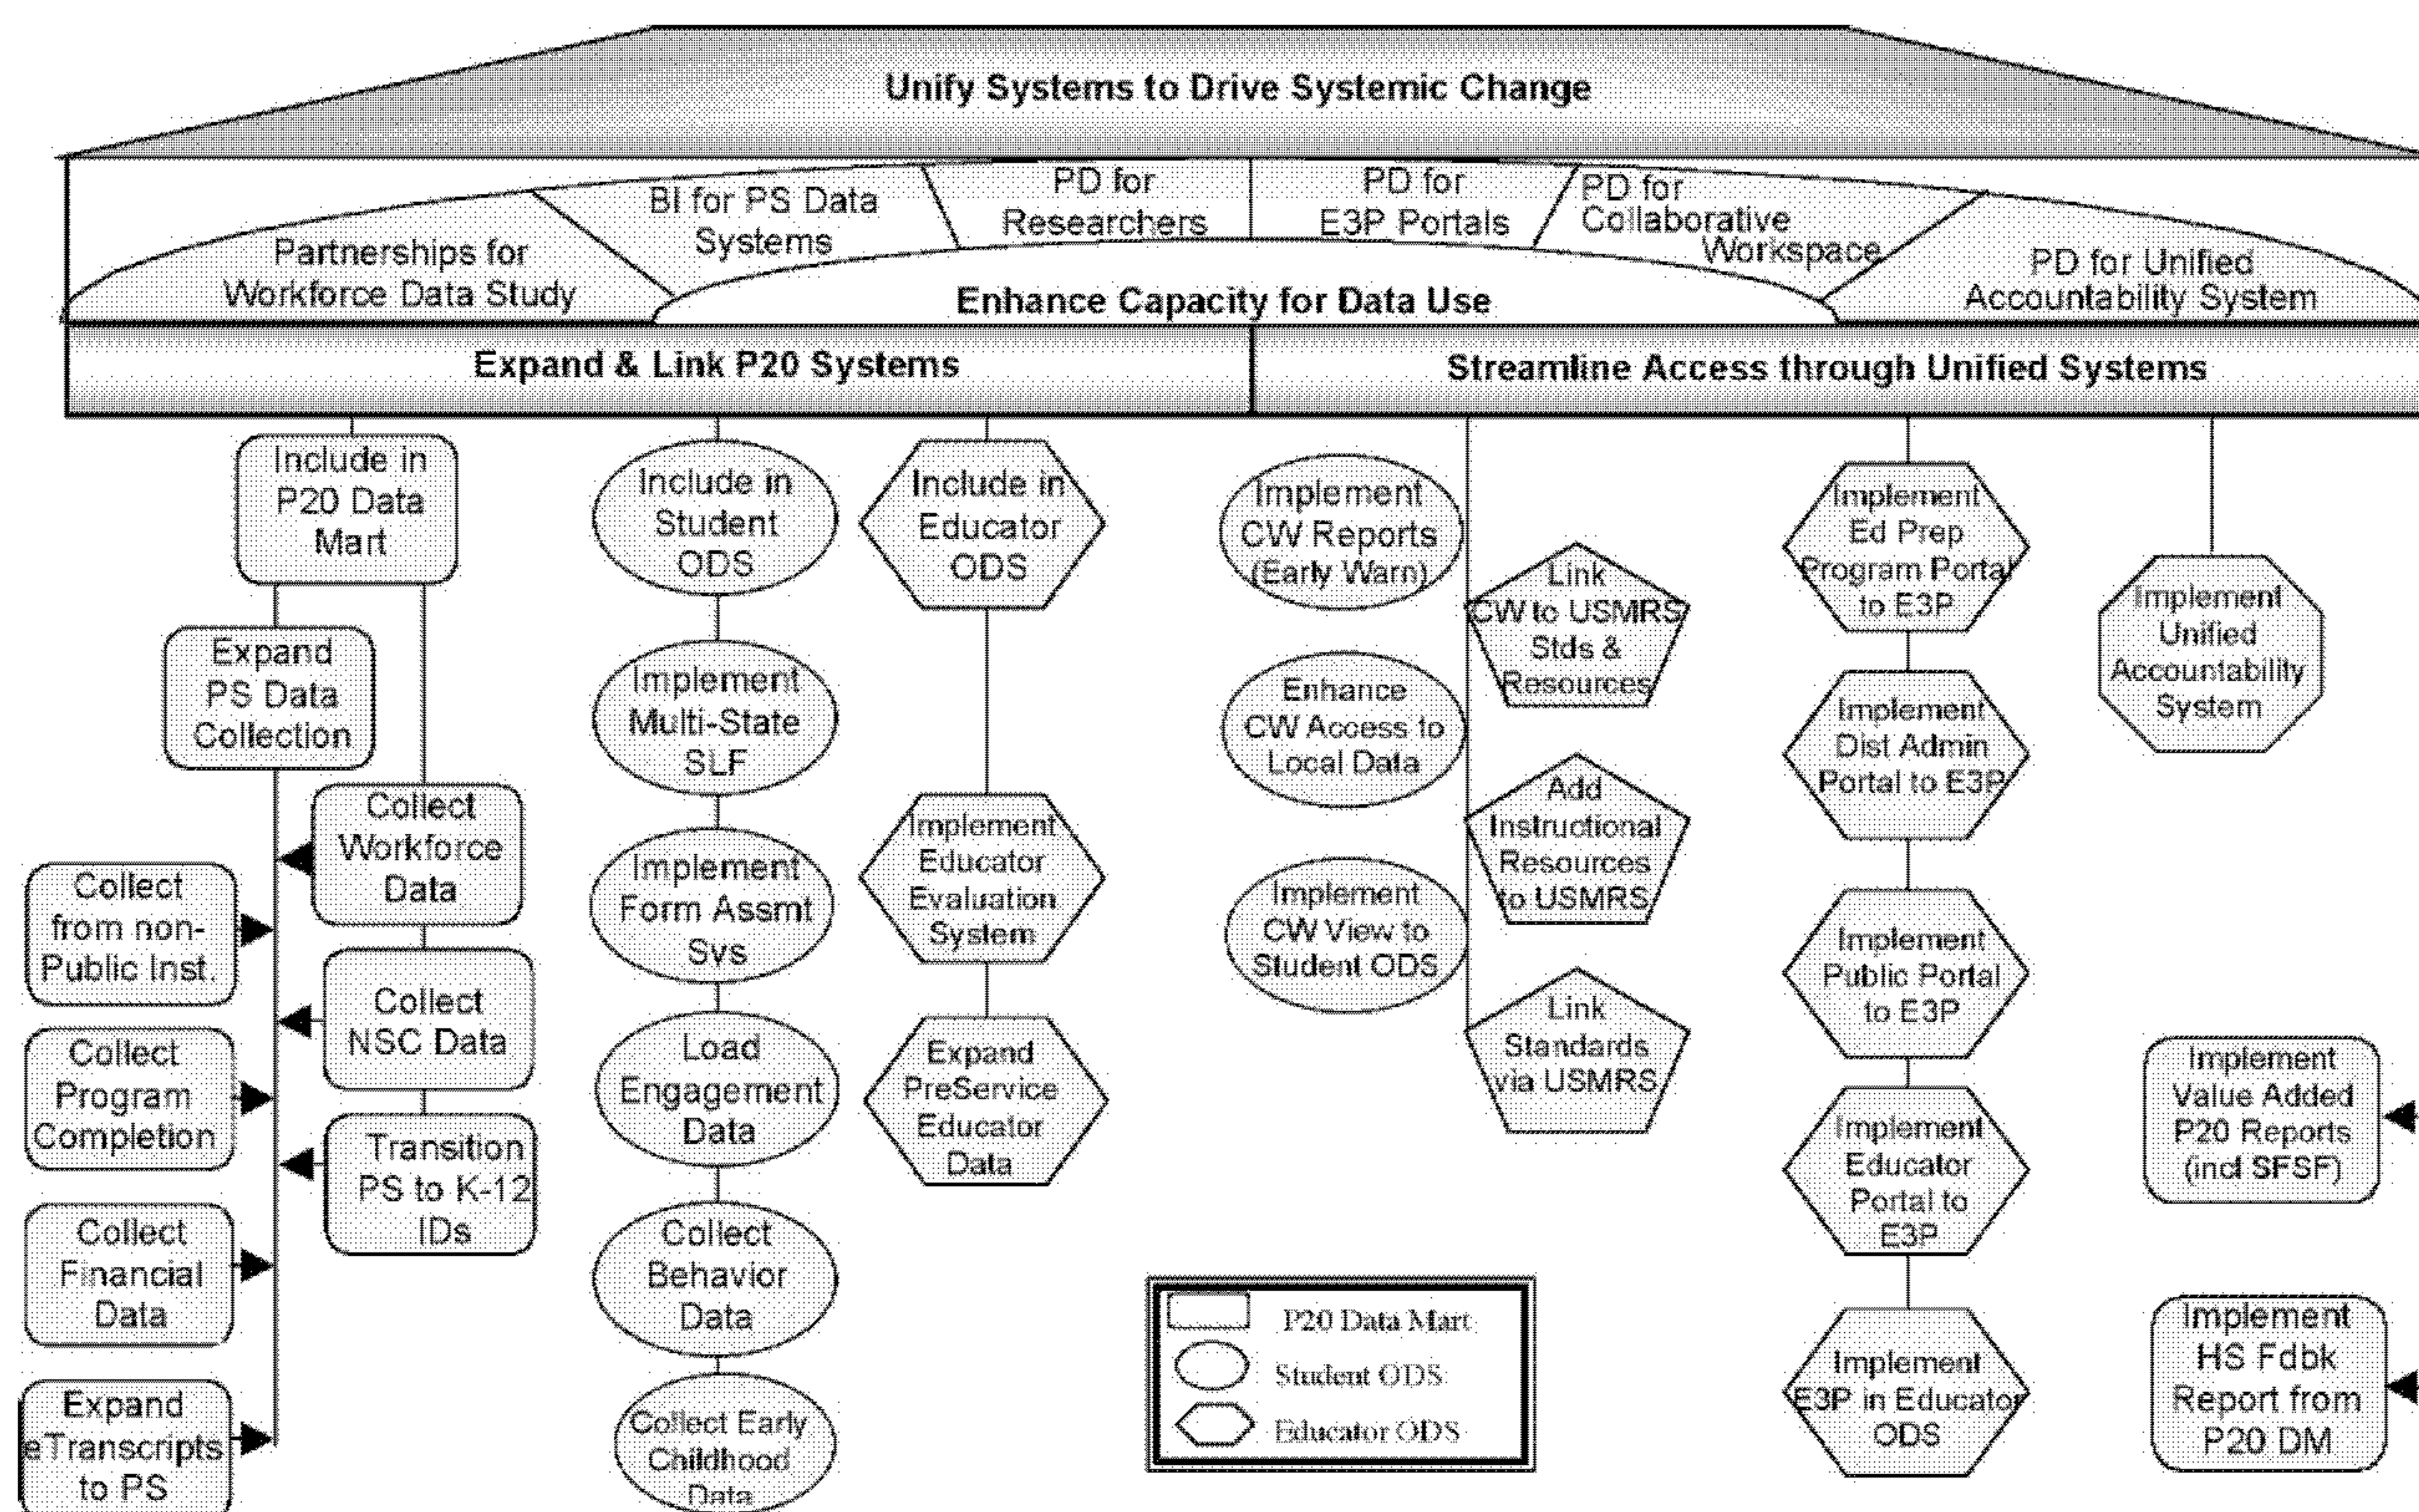 Unify Systems to Drive Systemic Change
Partnerships for
Workforce Data Study
BI for PS Data
Systems
PD for
Researchers
PD for
E3P Portals
PD for
Collaborative
Workspace
PD for Unified
Accountability System
Enhance Capacity for Data Use
Expand & Link P20 Systems
Streamline Access through Unified Systems
Include in
P20 Data
Mart
Expand
PS Data
Collection
Collect
Workforce
Data
Collect
from non-
Public Inst.
Collect
NSC Data
Collect
Program
Completion
Transition
PS to K-12
IDs
Collect
Financial
Data
Expand
eTranscripts
to PS
Include in
Student
ODS
Implement
Multi-State
SLF
Implement
Form Assmt
Svs
Load
Engagement
Data
Collect
Behavior
Data
Collect Early
Childhood
Data
Include in
Educator
ODS
Implement
Educator
Evaluation
System
Expand
PreService
Educator
Data
Implement
CW Reports
(Early Warn)
Enhance
CW Access to
Local Data
Implement
CW View to
Student ODS
Link
CW to USMRS
Stds &
Resources
Add
Instructional
Resources
to USMRS
Link
Standards
via USMRS
Implement
Ed Prep
Program Portal
to E3P
Implement
Dist Admin
Portal to E3P
Implement
Public Portal
to E3P
Implement
Educator
Portal to
E3P
Implement
E3P in Educator
ODS
Implement
Unified
Accountability
System
Implement
Value Added
P20 Reports
(incl SFSF)
Implement
HS Fdbk
Report from
P20 DM
P20 Data Mart
Student ODS
Educator ODS